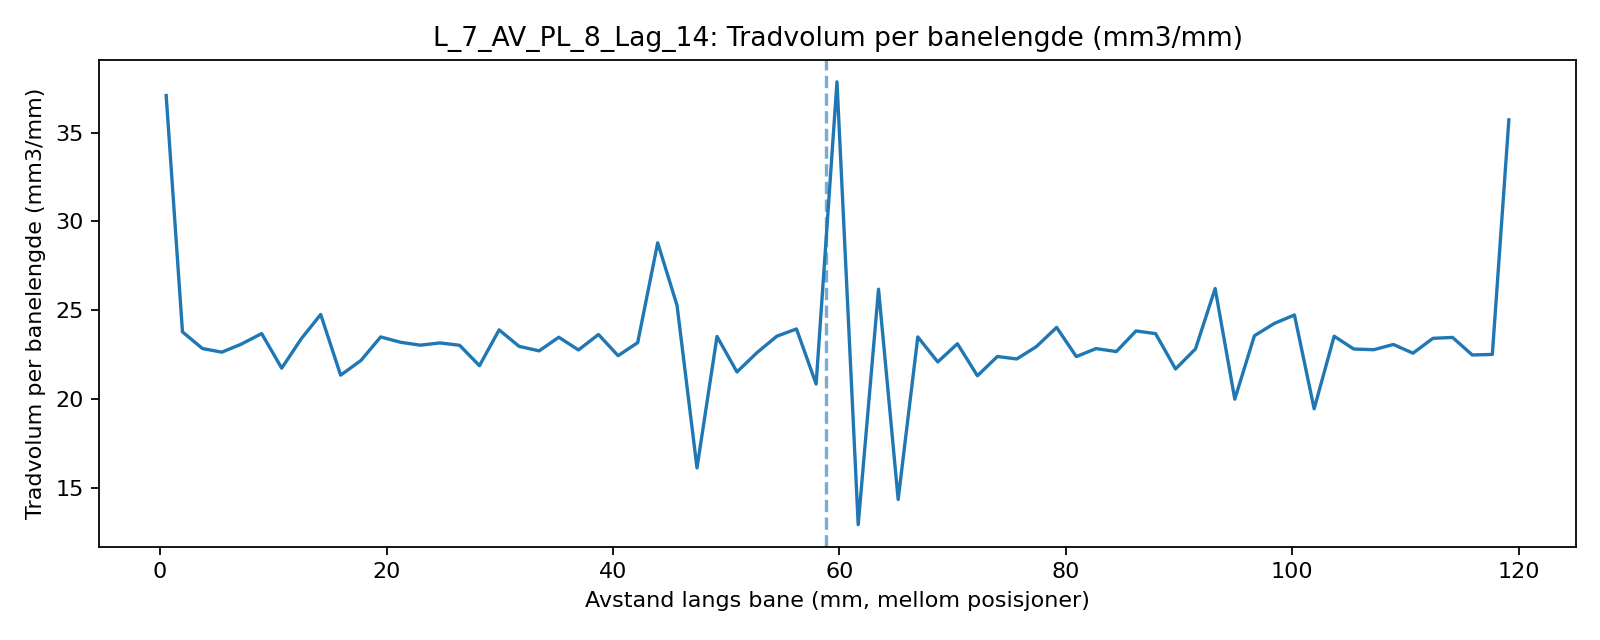 L_7_AV_PL_8_Lag_14: Tradvolum per banelengde (mm3/mm)
Tradvolum per banelengde (mm3/mm)
35
30
25
20
15
0 20 40 60 80 100 120
Avstand langs bane (mm, mellom posisjoner)